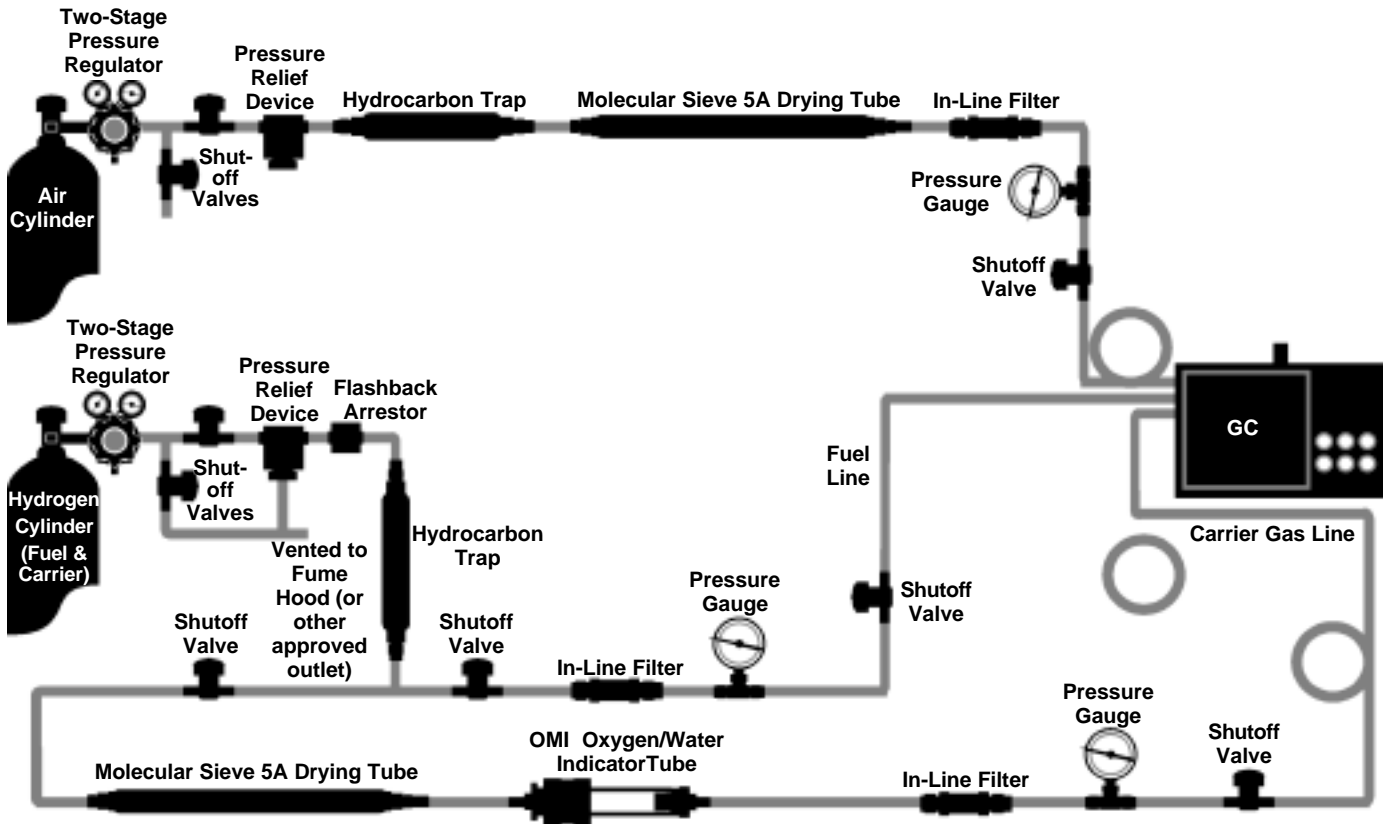 Two-Stage
Pressure
Regulator
Pressure
Relief
Device
Hydrocarbon Trap
Molecular Sieve 5A Drying Tube
In-Line Filter
Shut-
off
Valves
Air
Cylinder
Pressure
Gauge
Shutoff
Valve
Two-Stage
Pressure
Regulator
Pressure
Relief
Device
Flashback
Arrestor
GC
Fuel
Line
Shut-
off
Valves
Hydrogen
Cylinder
(Fuel &
Carrier)
Hydrocarbon
Trap
Carrier Gas Line
Vented to
Fume
Hood (or
other
approved
outlet)
Pressure
Gauge
Shutoff
Valve
Shutoff
Valve
Shutoff
Valve
In-Line Filter
Pressure
Gauge
Shutoff
Valve
OMI Oxygen/Water
IndicatorTube
Molecular Sieve 5A Drying Tube
In-Line Filter